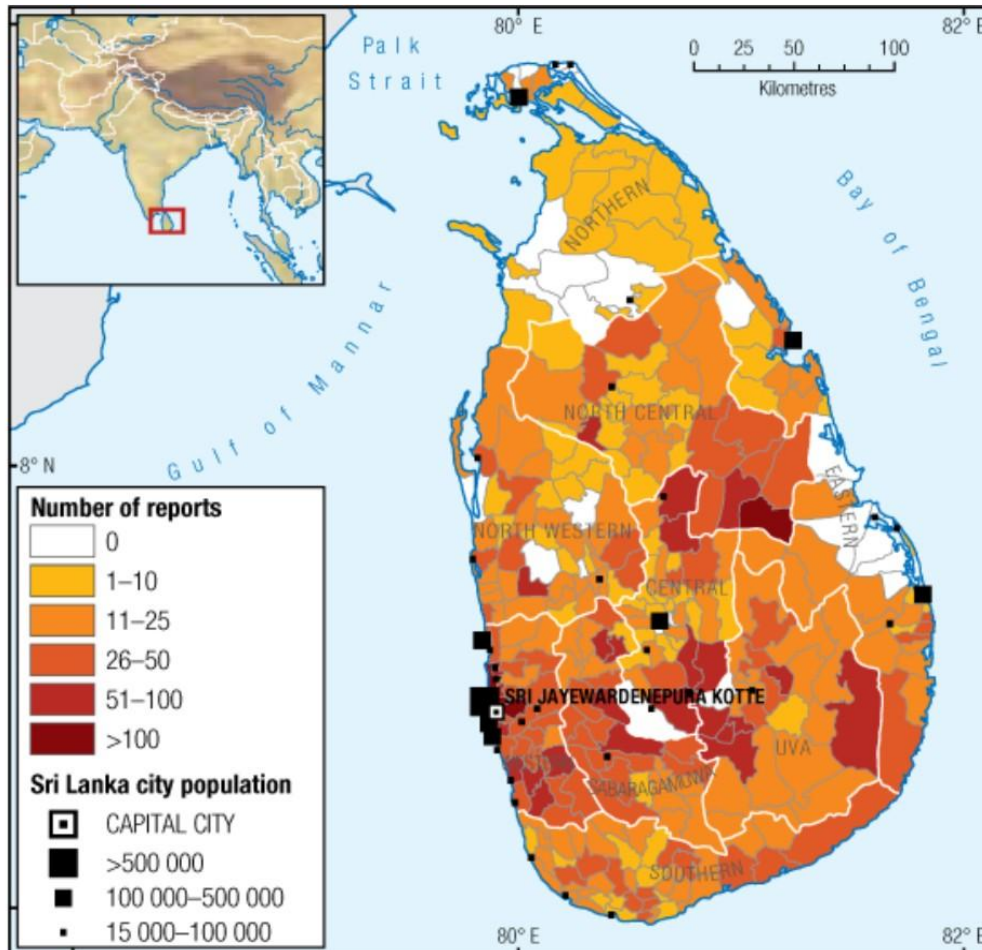 80° E
82° E
Palk
Strait
0 25 50 100
Kilometres
Bay of Bengal
NORTHERN
Gulf of Mannar
NORTH CENTRAL
8° N
EASTERN
Number of reports
0
1–10
11–25
26–50
51–100
>100
NORTH WESTERN
CENTRAL
SRI JAYEWARDENEPURA KOTTE
UVA
SABARAGAMUWA
SOUTHERN
Sri Lanka city population
CAPITAL CITY
>500 000
100 000–500 000
15 000–100 000
80° E
82° E